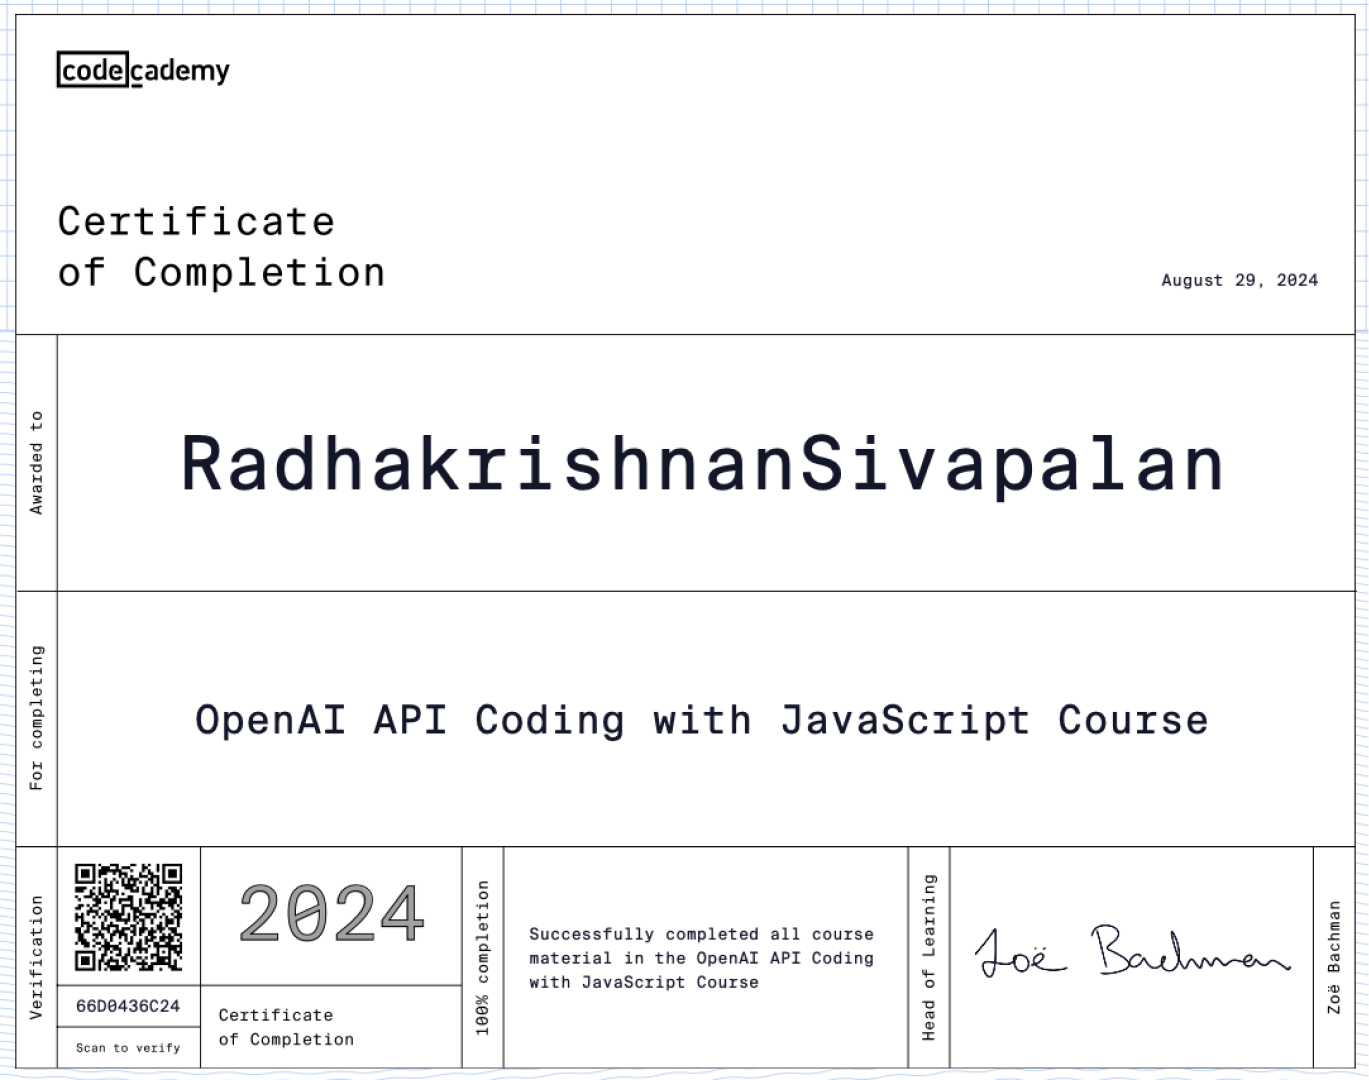 codecademy
Certificate
of Completion
August 29, 2024
Awarded to
RadhakrishnanSivapalan
For completing
OpenAI API Coding with JavaScript Course
Verification
66D0436C24
Scan to verify
2024
Certificate
of Completion
100% completion
Successfully completed all course
material in the OpenAI API Coding
with JavaScript Course
Head of Learning
Zoë Bachman
Zoë Bachman